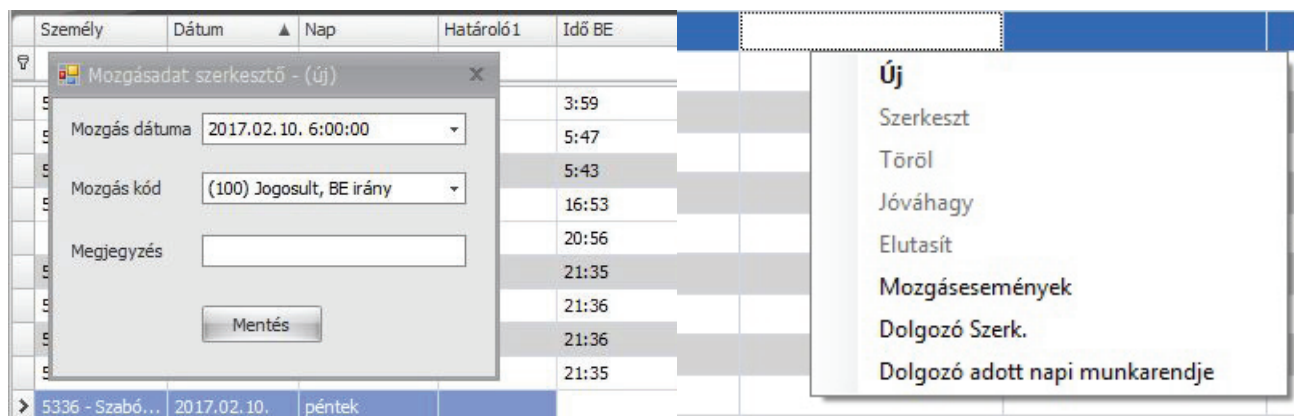 Személy Dátum Nap Határoló1 Idő BE
Mozgásadat szerkesztő - (új)
Mozgás dátuma 2017.02.10. 6:00:00
Mozgás kód (100) Jogosult, BE irány
Megjegyzés
Mentés
3:59
5:47
5:43
16:53
20:56
21:35
21:36
21:36
21:35
5336 - Szabó... 2017.02.10. péntek
Új
Szerkeszt
Töröl
Jóváhagy
Elutasít
Mozgásesemények
Dolgozó Szerk.
Dolgozó adott napi munkarendje